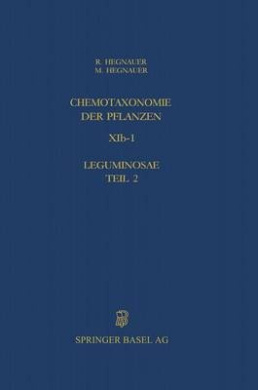 R. HEGNAUER
M. HEGNAUER
CHEMOTAXONOMIE
DER PFLANZEN
XIb-1
LEGUMINOSAE
TEIL 2
SPRINGER BASEL AG